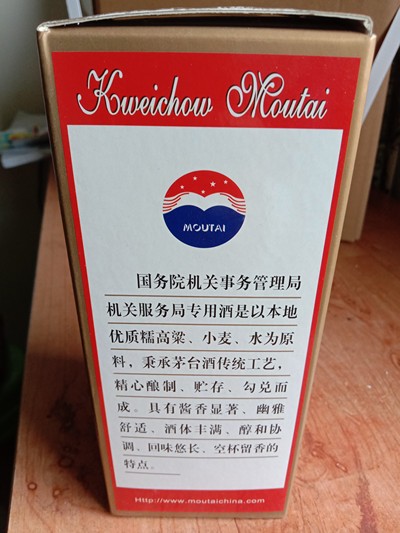 Kweichow Moutai
MOUTAI
国务院机关事务管理局
机关服务局专用酒是以本地
优质糯高粱、小麦、水为原
料，秉承茅台酒传统工艺，
精心酿制、贮存、勾兑而
成。具有酱香显著、幽雅
舒适、酒体丰满、醇和协
调、回味悠长、空杯留香的
特点。
Http://www.moutaichina.com